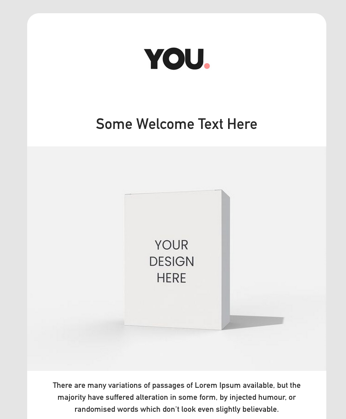 YOU.
Some Welcome Text Here
YOUR
DESIGN
HERE
There are many variations of passages of Lorem Ipsum available, but the
majority have suffered alteration in some form, by injected humour, or
randomised words which don't look even slightly believable.